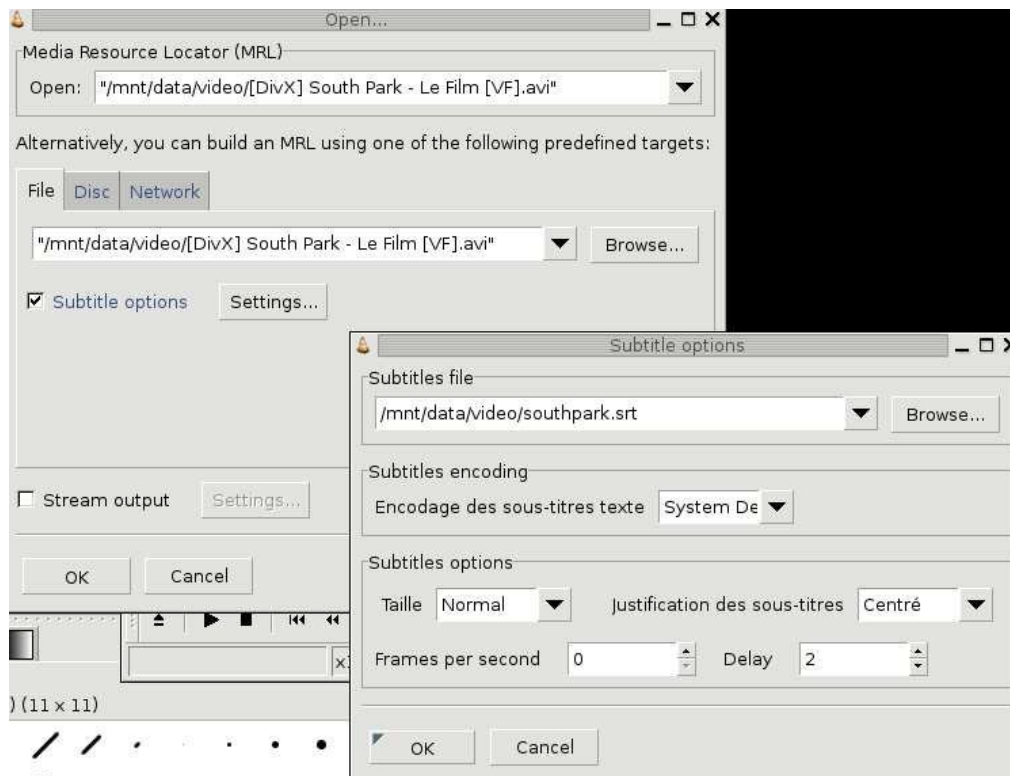 Open...
Media Resource Locator (MRL)
Open: "/mnt/data/video/[DivX] South Park - Le Film [VF].avi"
Alternatively, you can build an MRL using one of the following predefined targets:
File Disc Network
"/mnt/data/video/[DivX] South Park - Le Film [VF].avi" Browse...
Subtitle options Settings...
Stream output Settings...
OK Cancel
Subtitle options
Subtitles file
/mnt/data/video/southpark.srt Browse...
Subtitles encoding
Encodage des sous-titres texte System De
Subtitles options
Taille Normal Justification des sous-titres Centré
Frames per second 0 Delay 2
OK Cancel
) (11 x 11)